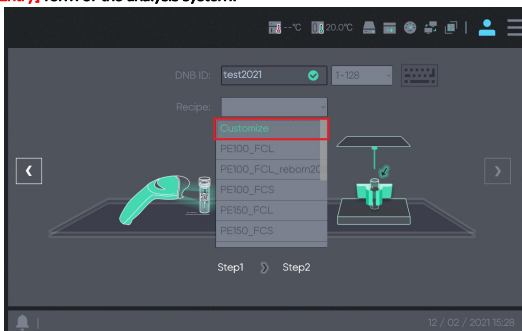 Entry] form of the analysis system.
--°C 20.0°C
DNB ID: test2021 1-128
Recipe:
Customize
PE100_FCL
PE100_FCL_reborn20
PE100_FCS
PE150_FCL
PE150_FCS
Step1 Step2
12 / 02 / 2021 15:28